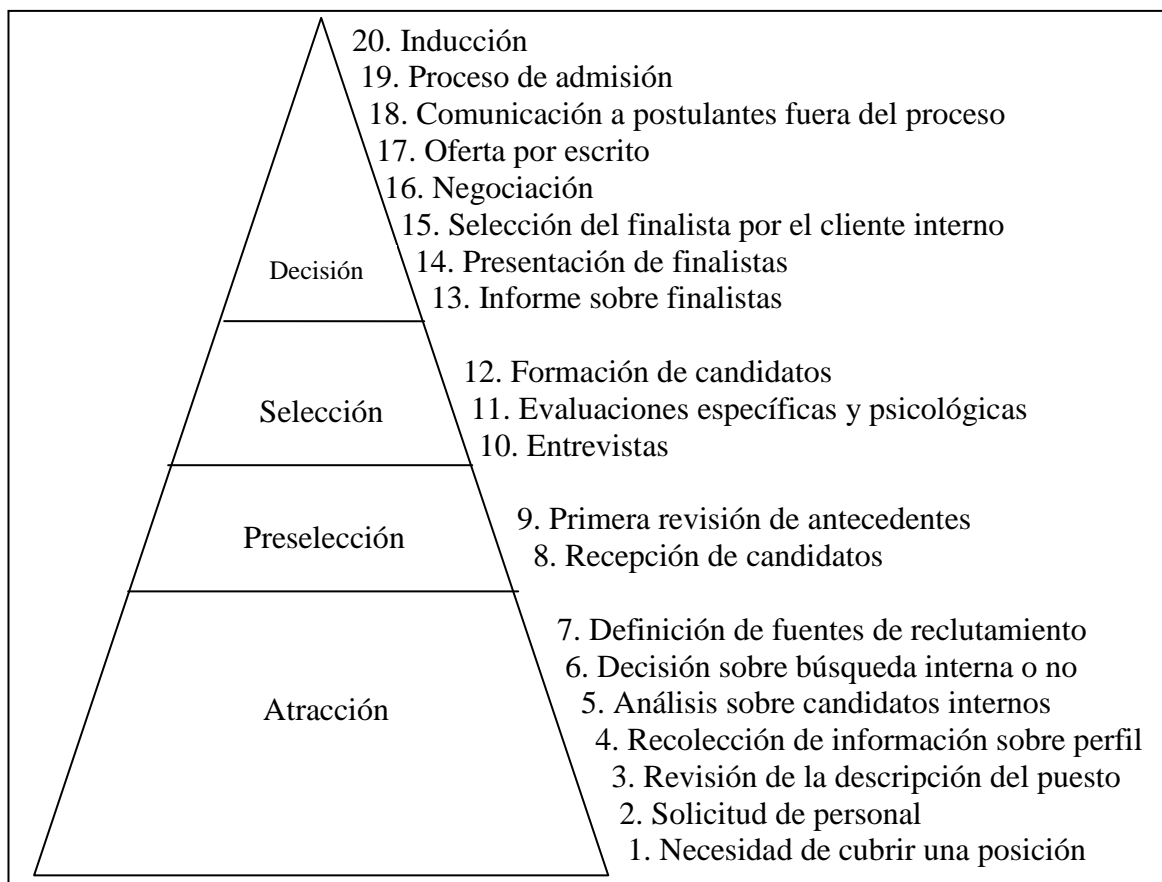 20. Inducción
19. Proceso de admisión
18. Comunicación a postulantes fuera del proceso
17. Oferta por escrito
16. Negociación
15. Selección del finalista por el cliente interno
Decisión
14. Presentación de finalistas
13. Informe sobre finalistas
12. Formación de candidatos
Selección
11. Evaluaciones específicas y psicológicas
10. Entrevistas
9. Primera revisión de antecedentes
Preselección
8. Recepción de candidatos
7. Definición de fuentes de reclutamiento
6. Decisión sobre búsqueda interna o no
Atracción
5. Análisis sobre candidatos internos
4. Recolección de información sobre perfil
3. Revisión de la descripción del puesto
2. Solicitud de personal
1. Necesidad de cubrir una posición